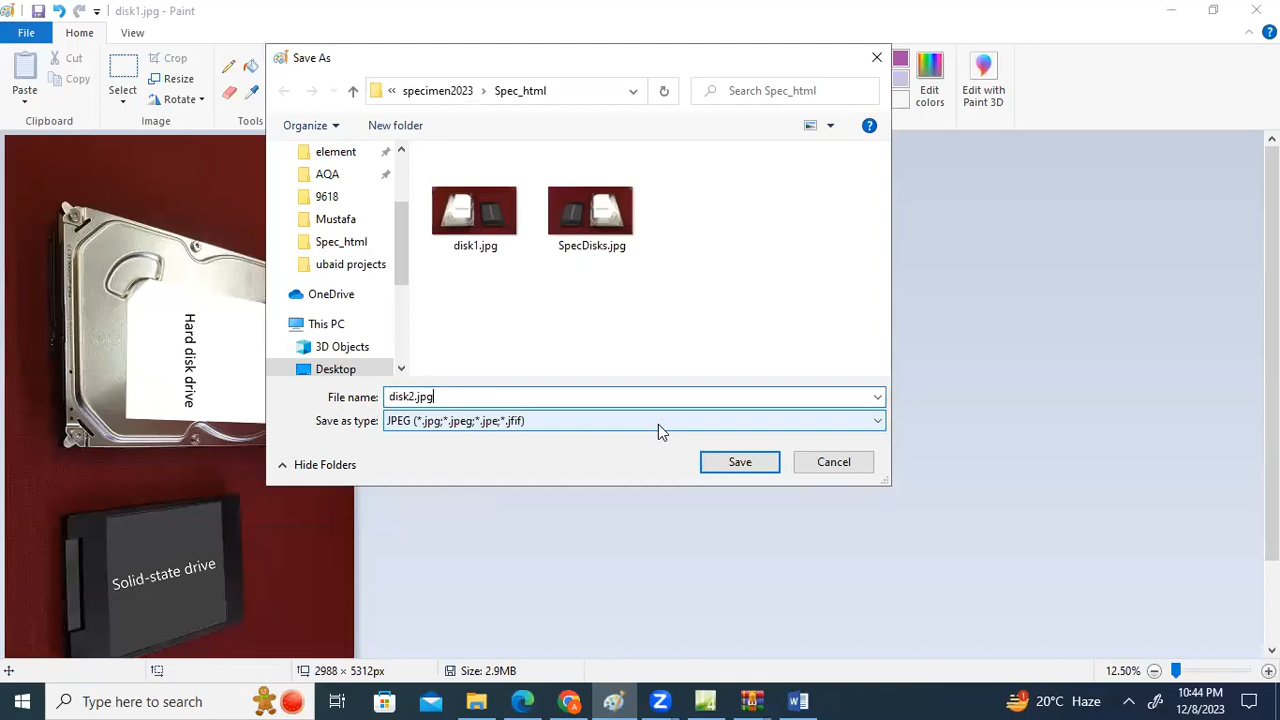 disk1.jpg - Paint
File Home View
Paste Cut Copy Select Crop Resize Rotate Edit colors Edit with Paint 3D
Clipboard Image Tools
Save As
« specimen2023 > Spec_html Search Spec_html
Organize New folder
element
AQA
9618
Mustafa
Spec_html
ubaid projects
OneDrive
This PC
3D Objects
Desktop
disk1.jpg SpecDisks.jpg
File name: disk2.jpg
Save as type: JPEG (*.jpg;*.jpeg;*.jpe;*.jfif)
Hide Folders Save Cancel
Hard disk drive
Solid-state drive
2988 × 5312px Size: 2.9MB 12.50%
Type here to search 20°C Haze 10:44 PM
12/8/2023